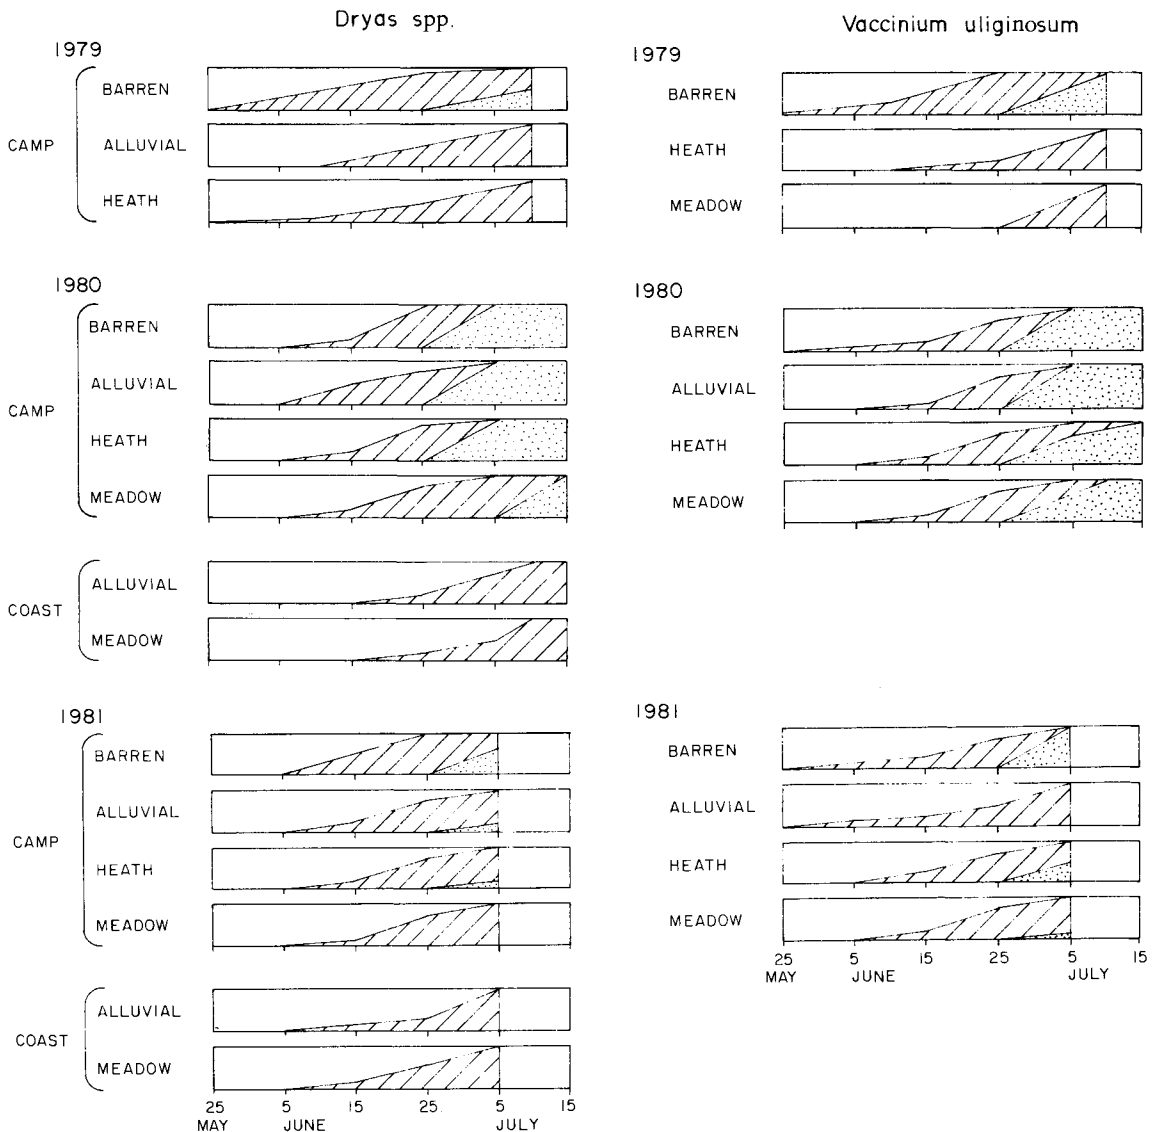 Dryas spp.
1979
CAMP
BARREN
ALLUVIAL
HEATH
1980
CAMP
BARREN
ALLUVIAL
HEATH
MEADOW
COAST
ALLUVIAL
MEADOW
1981
CAMP
BARREN
ALLUVIAL
HEATH
MEADOW
COAST
ALLUVIAL
MEADOW
25 5 15 25. 5 15
MAY JUNE JULY
Vaccinium uliginosum
1979
BARREN
HEATH
MEADOW
1980
BARREN
ALLUVIAL
HEATH
MEADOW
1981
BARREN
ALLUVIAL
HEATH
MEADOW
25 5 15 25 5 15
MAY JUNE JULY